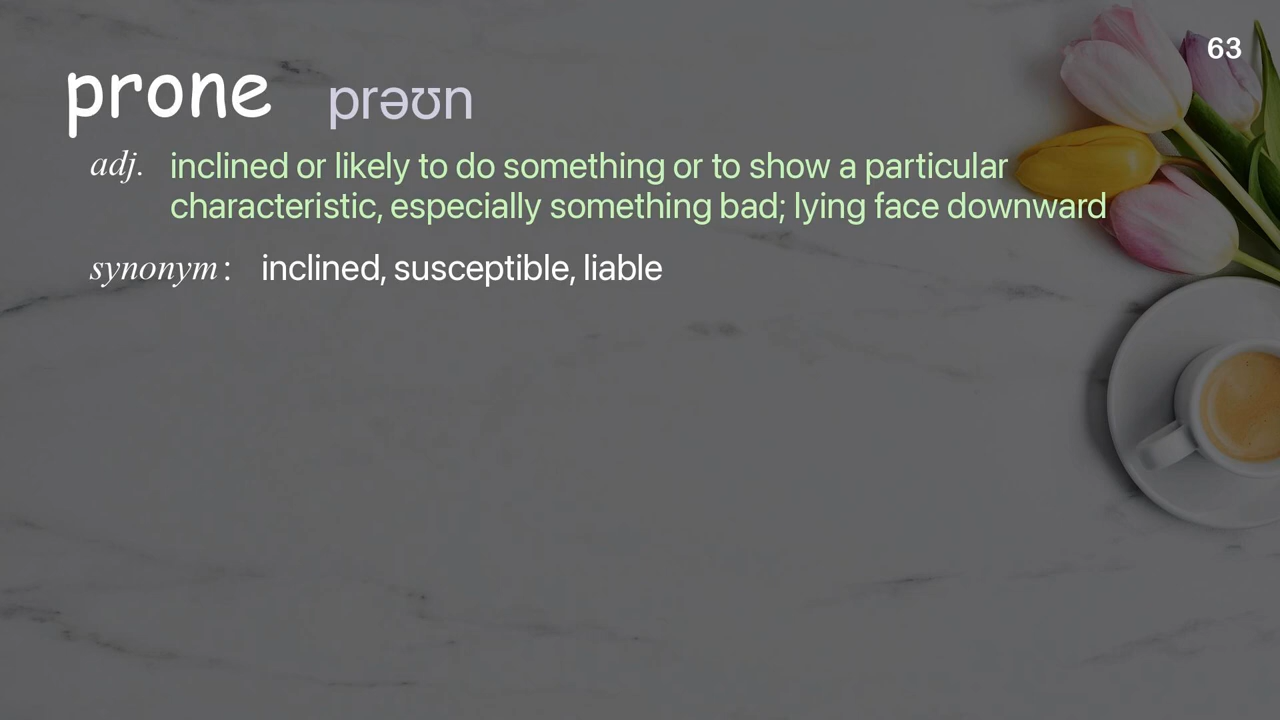 63
prone prəʊn
adj. inclined or likely to do something or to show a particular
characteristic, especially something bad; lying face downward
synonym: inclined, susceptible, liable